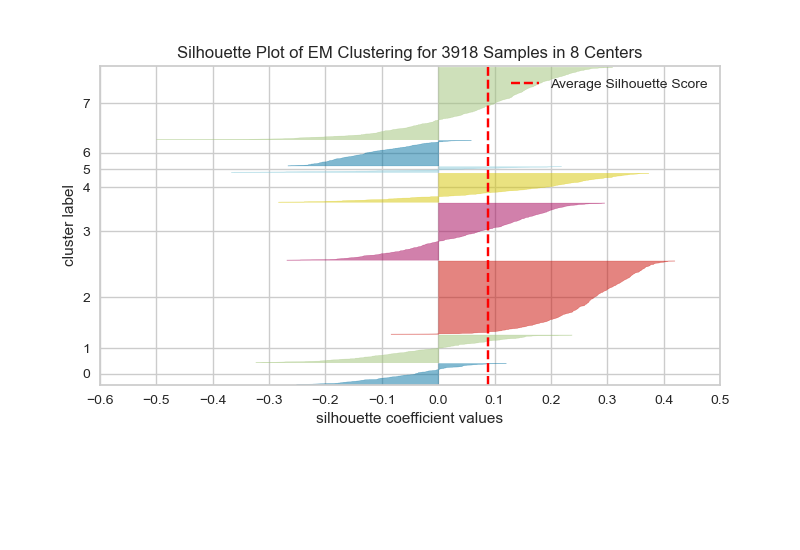 Silhouette Plot of EM Clustering for 3918 Samples in 8 Centers
Average Silhouette Score
cluster label
7
6
5
4
3
2
1
0
−0.6 −0.5 −0.4 −0.3 −0.2 −0.1 0.0 0.1 0.2 0.3 0.4 0.5
silhouette coefficient values